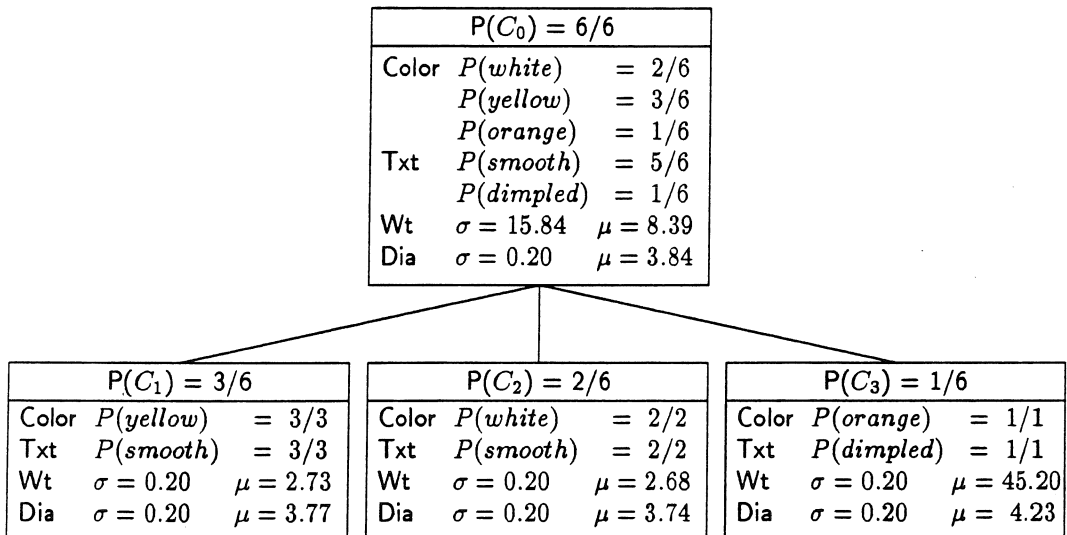 P(C₀) = 6/6
Color P(white) = 2/6
P(yellow) = 3/6
P(orange) = 1/6
Txt P(smooth) = 5/6
P(dimpled) = 1/6
Wt σ = 15.84 μ = 8.39
Dia σ = 0.20 μ = 3.84
P(C₁) = 3/6
Color P(yellow) = 3/3
Txt P(smooth) = 3/3
Wt σ = 0.20 μ = 2.73
Dia σ = 0.20 μ = 3.77
P(C₂) = 2/6
Color P(white) = 2/2
Txt P(smooth) = 2/2
Wt σ = 0.20 μ = 2.68
Dia σ = 0.20 μ = 3.74
P(C₃) = 1/6
Color P(orange) = 1/1
Txt P(dimpled) = 1/1
Wt σ = 0.20 μ = 45.20
Dia σ = 0.20 μ = 4.23